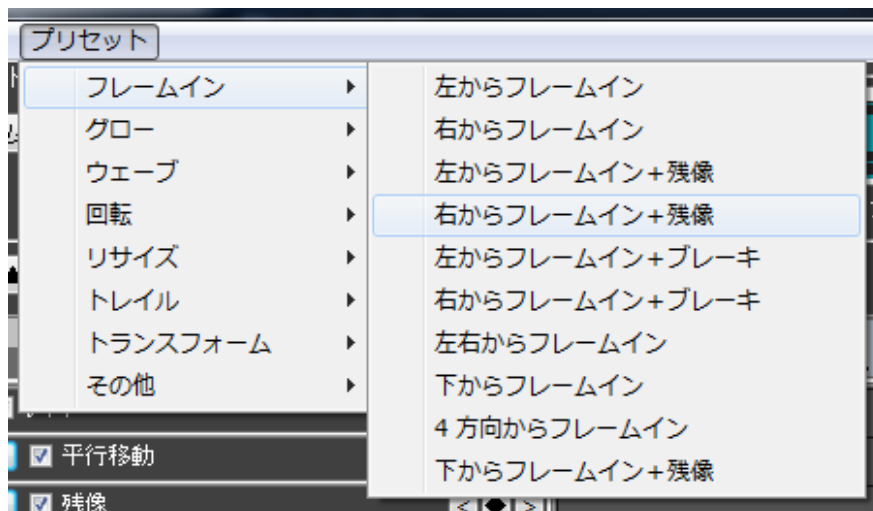 プリセット
フレームイン
グロー
ウェーブ
回転
リサイズ
トレイル
トランスフォーム
その他
左からフレームイン
右からフレームイン
左からフレームイン+残像
右からフレームイン+残像
左からフレームイン+ブレーキ
右からフレームイン+ブレーキ
左右からフレームイン
下からフレームイン
4 方向からフレームイン
下からフレームイン+残像
平行移動
残像